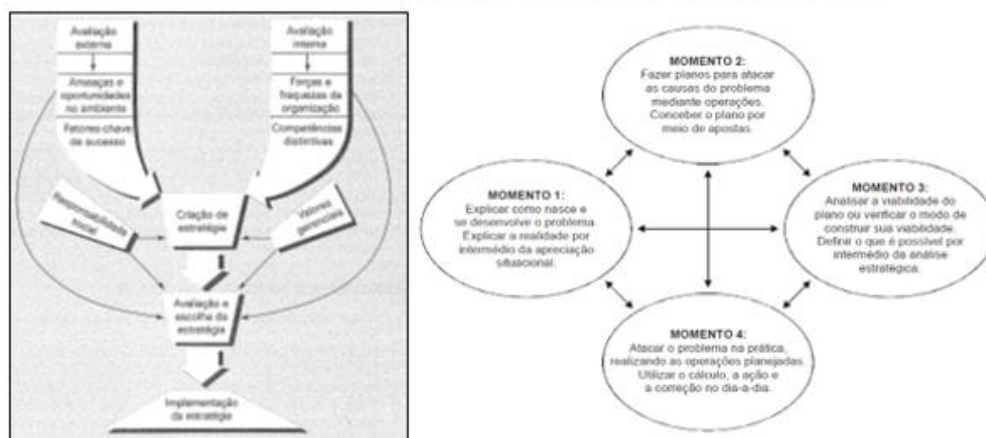 Avaliação
externa
Ameaças e
oportunidades
no ambiente
Fatores-chave
de sucesso
Avaliação
interna
Forças e
fraquezas da
organização
Competências
distintivas
Responsabilidade
social
Criação de
estratégia
Valores
gerenciais
Avaliação e
escolha da
estratégia
Implementação
da estratégia
MOMENTO 2:
Fazer planos para atacar
as causas do problema
mediante operações.
Conceber o plano por
meio de apostas.
MOMENTO 1:
Explicar como nasce e
se desenvolve o problema.
Explicar a realidade por
intermédio da apreciação
situacional.
MOMENTO 3:
Analisar a viabilidade do
plano ou verificar o modo de
construir sua viabilidade.
Definir o que é possível por
intermédio da análise
estratégica.
MOMENTO 4:
Atacar o problema na prática,
realizando as operações planejadas.
Utilizar o cálculo, a ação e
a correção no dia-a-dia.